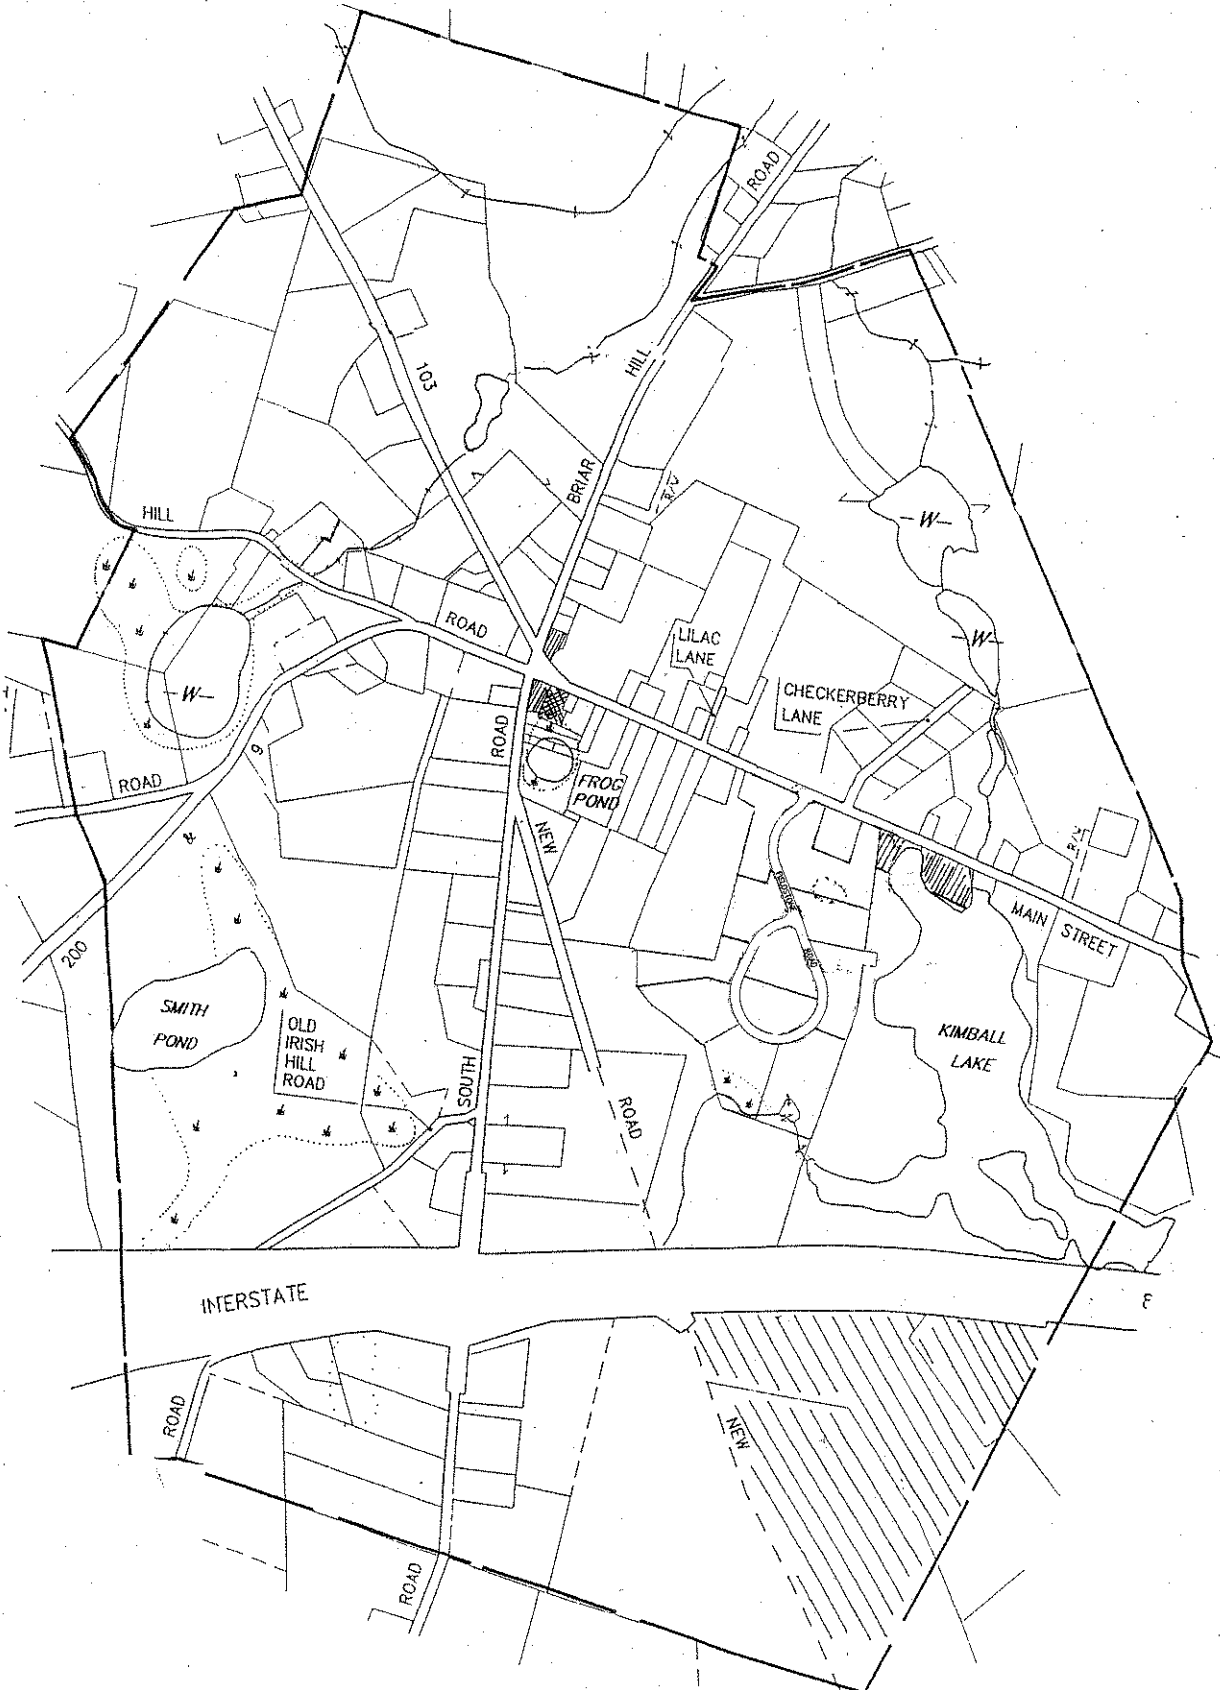 ROAD
103
HILL
BRIAR
R/V
HILL
-W-
ROAD
LILAC
LANE
-W-
-W-
CHECKERBERRY
LANE
ROAD
9
ROAD
FROG
POND
NEW
&
R/V
200
MAIN STREET
ROAD
SMITH
POND
OLD
IRISH
HILL
ROAD
KIMBALL
LAKE
SOUTH
ROAD
INTERSTATE
ROAD
NEW
ROAD